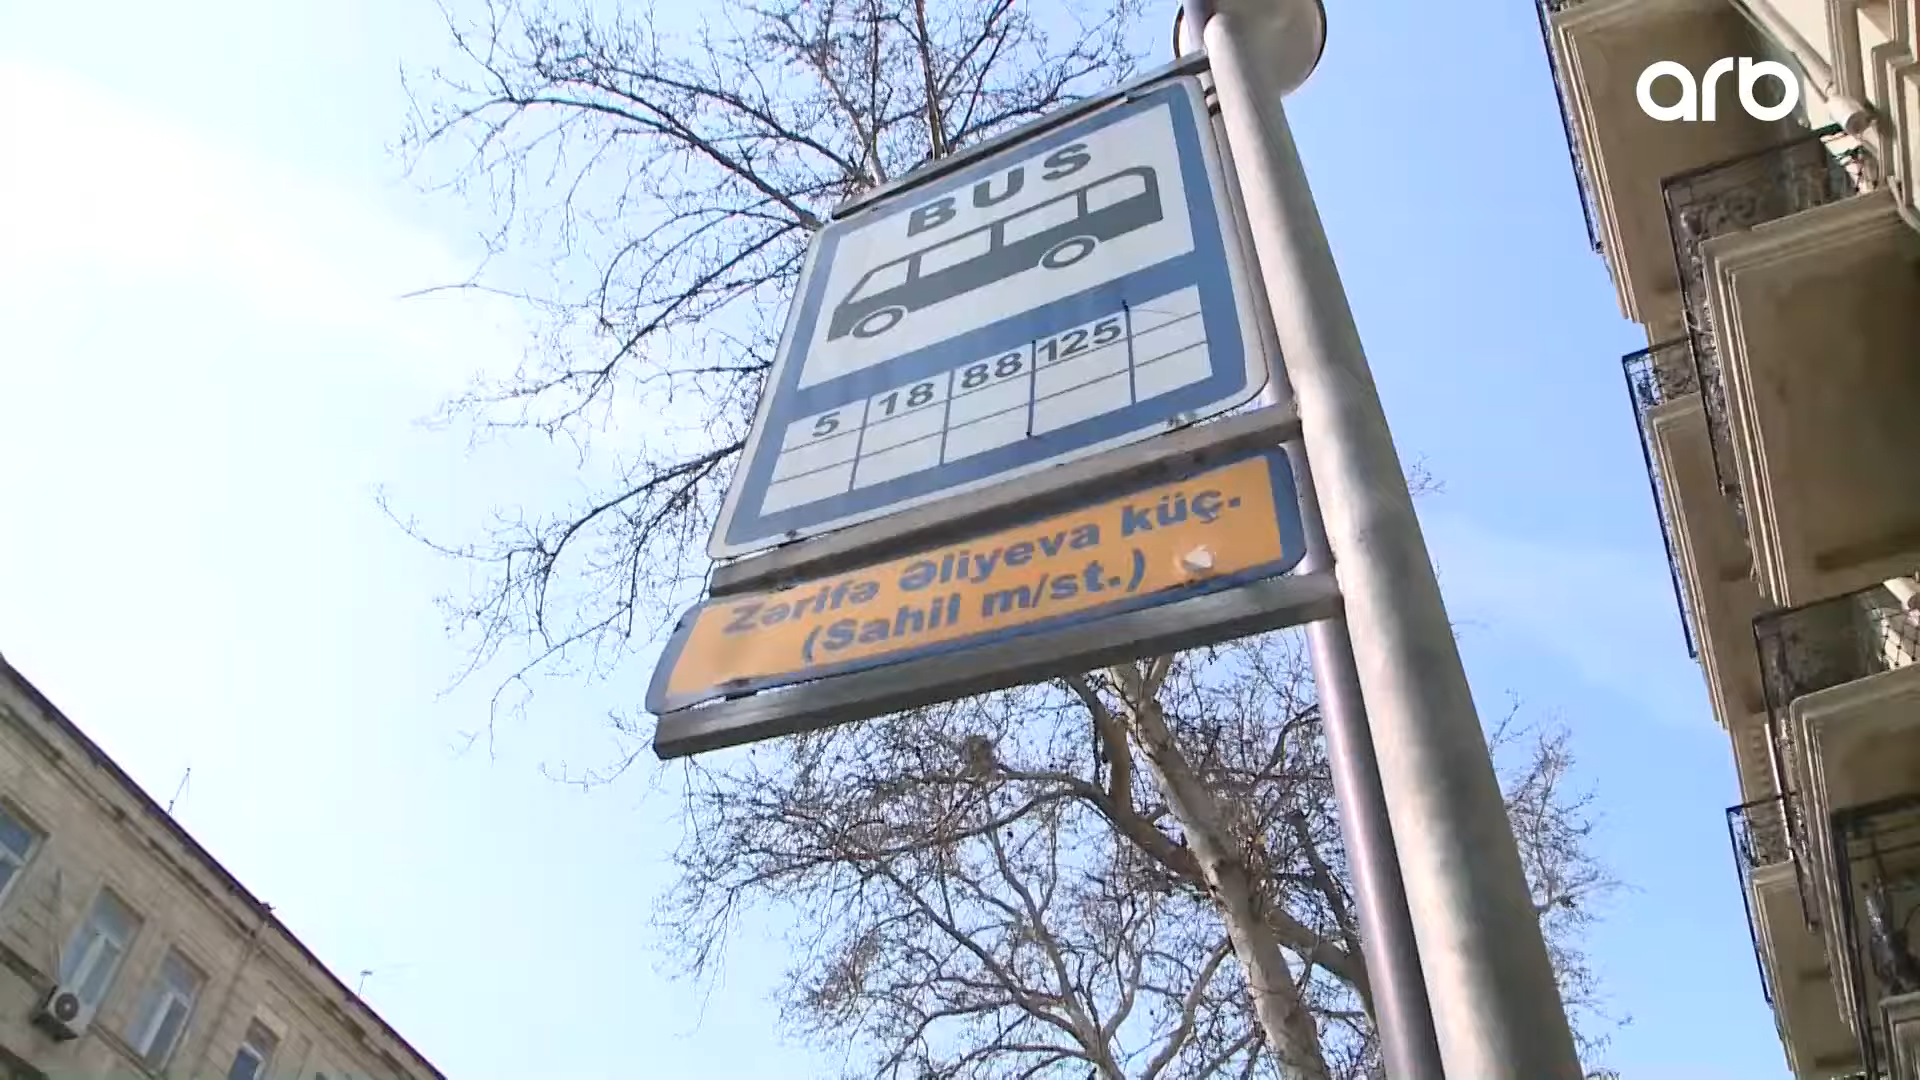 arb
BUS
5 18 88 125
Zərifə Əliyeva küç.
(Sahil m/st.)